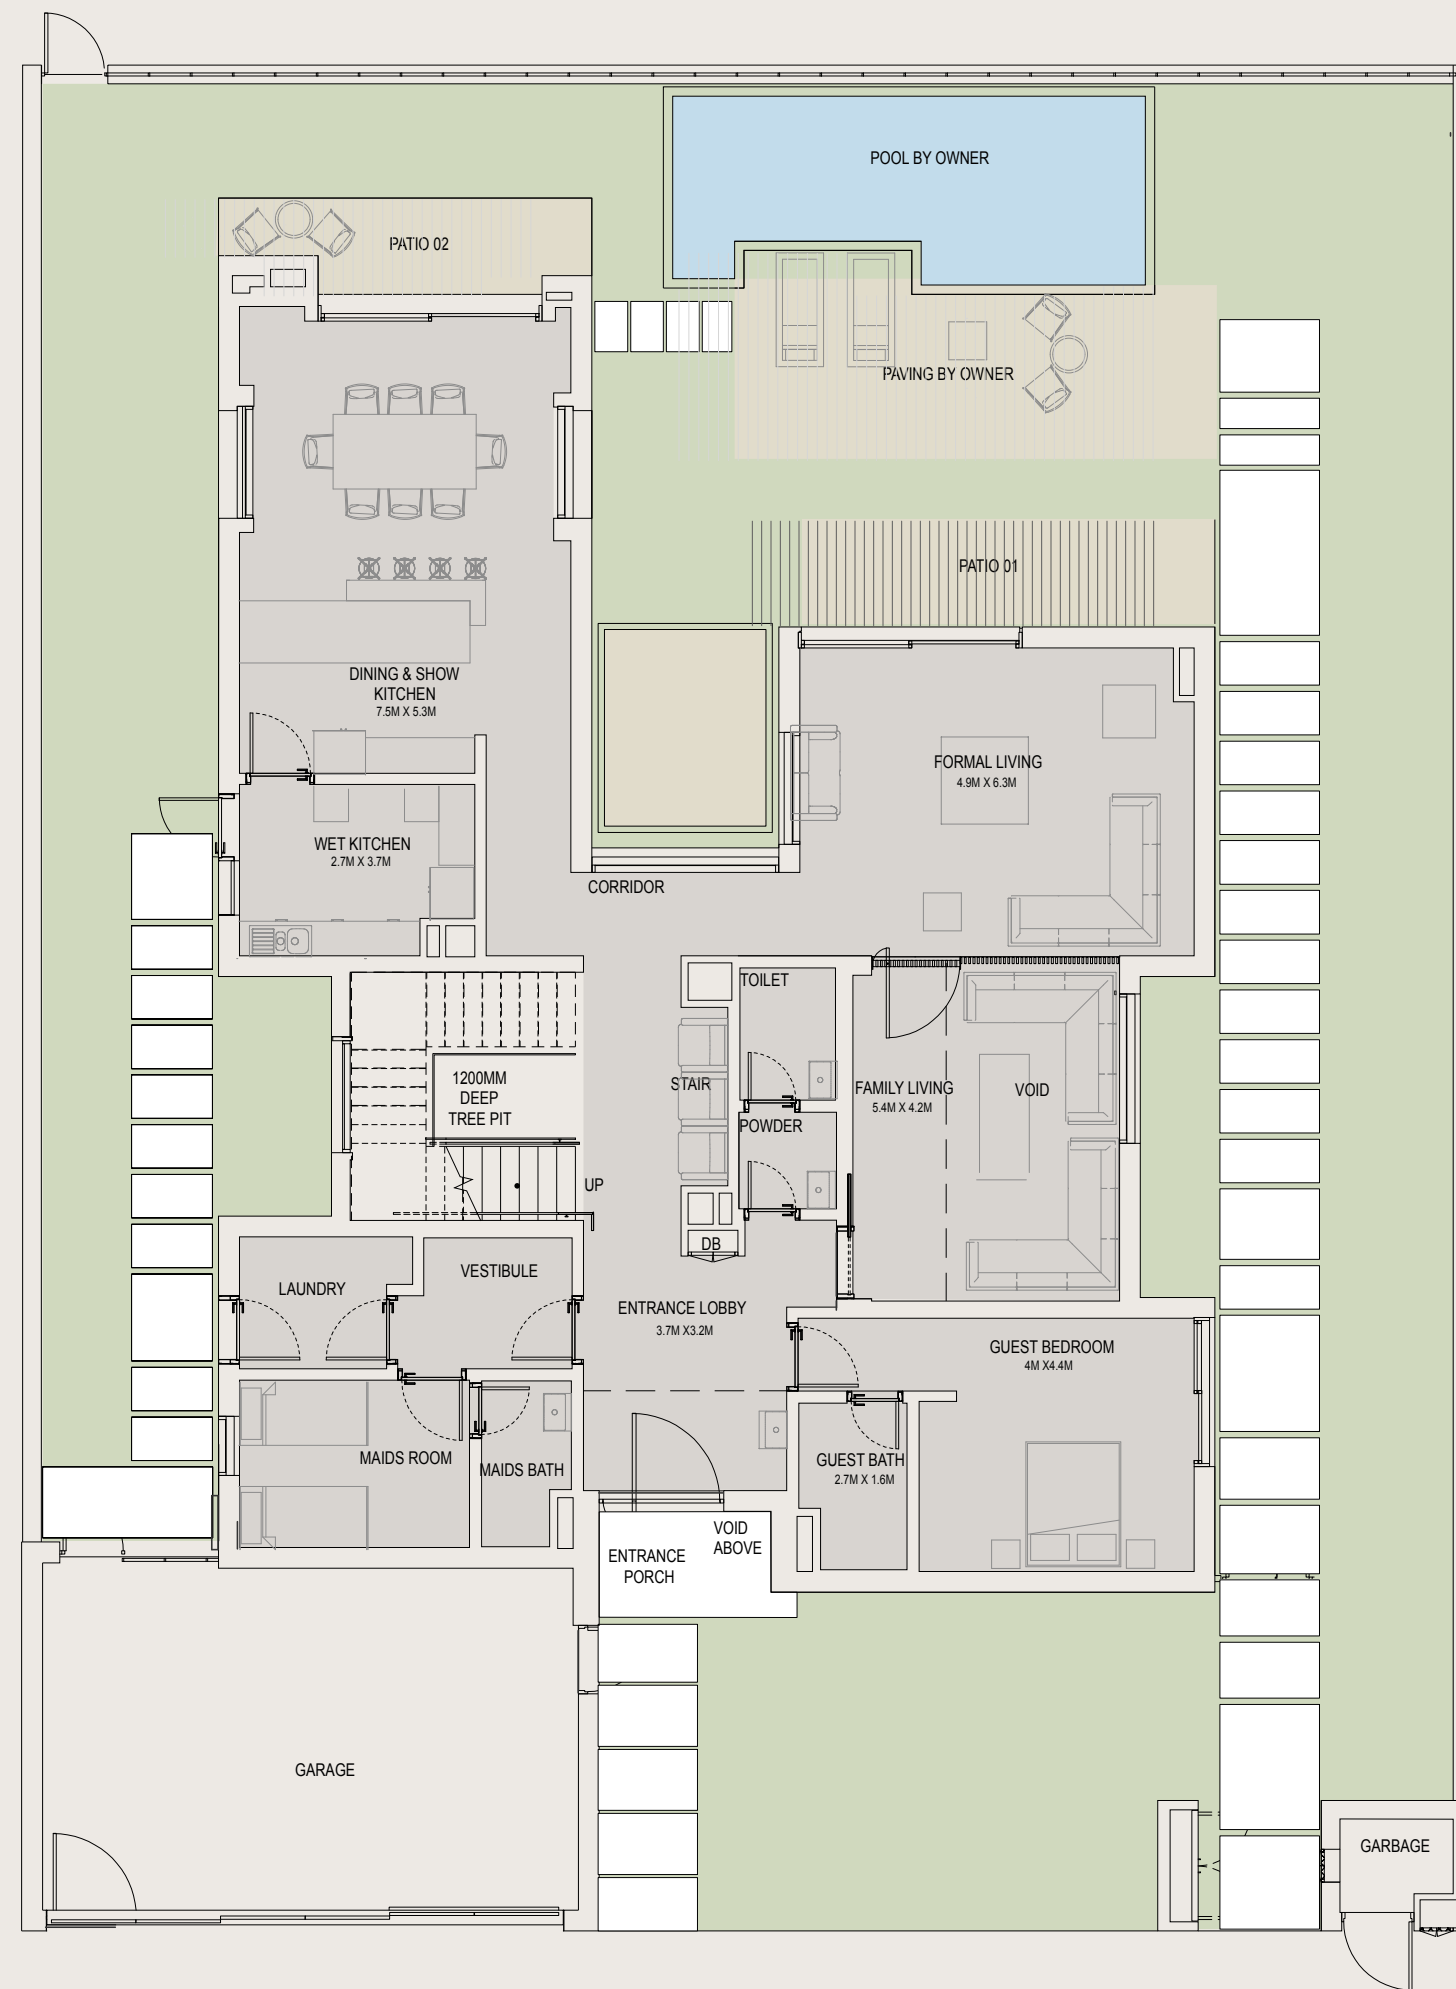 POOL BY OWNER
PATIO 02
PAVING BY OWNER
PATIO 01
DINING & SHOW
KITCHEN
7.5M X 5.3M
FORMAL LIVING
4.9M X 6.3M
WET KITCHEN
2.7M X 3.7M
CORRIDOR
TOILET
1200MM
DEEP
TREE PIT
STAIR
FAMILY LIVING
5.4M X 4.2M
VOID
POWDER
UP
DB
VESTIBULE
LAUNDRY
ENTRANCE LOBBY
3.7M X3.2M
GUEST BEDROOM
4M X4.4M
MAIDS ROOM
MAIDS BATH
GUEST BATH
2.7M X 1.6M
VOID
ABOVE
ENTRANCE
PORCH
GARAGE
GARBAGE